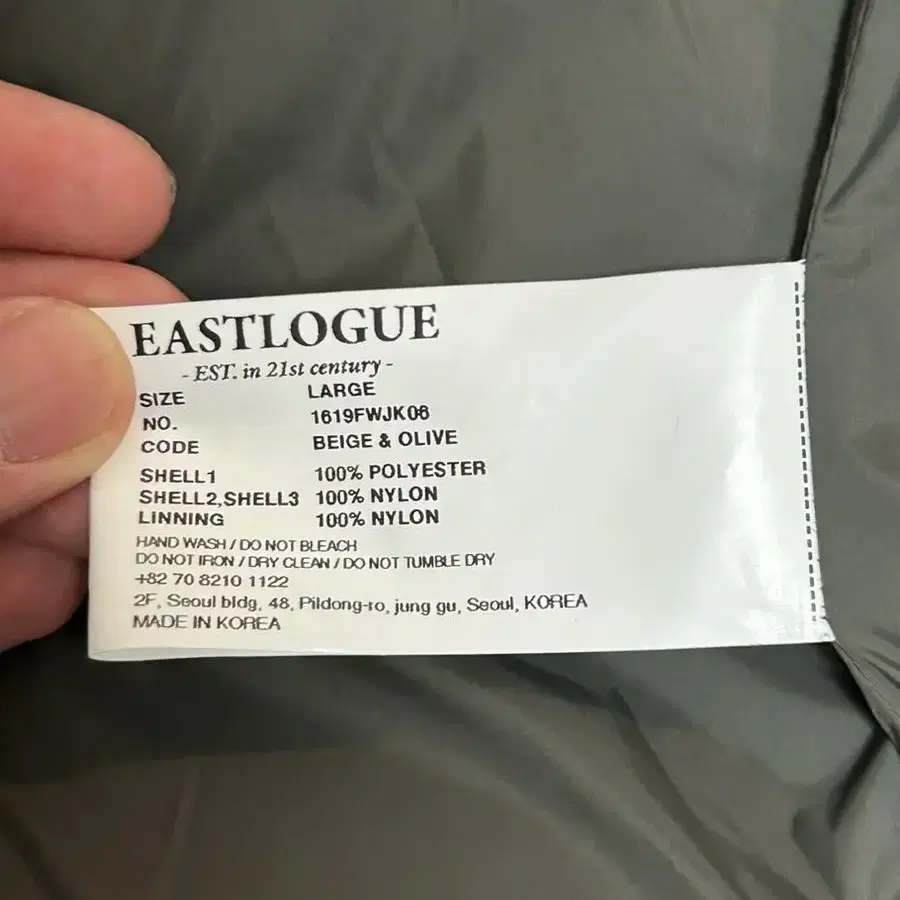 EASTLOGUE
- EST. in 21st century -
SIZE LARGE
NO. 1619FWJK06
CODE BEIGE & OLIVE
SHELL1 100% POLYESTER
SHELL2,SHELL3 100% NYLON
LINNING 100% NYLON
HAND WASH / DO NOT BLEACH
DO NOT IRON / DRY CLEAN / DO NOT TUMBLE DRY
+82 70 8210 1122
2F, Seoul bldg, 48, Pildong-ro, jung gu, Seoul, KOREA
MADE IN KOREA